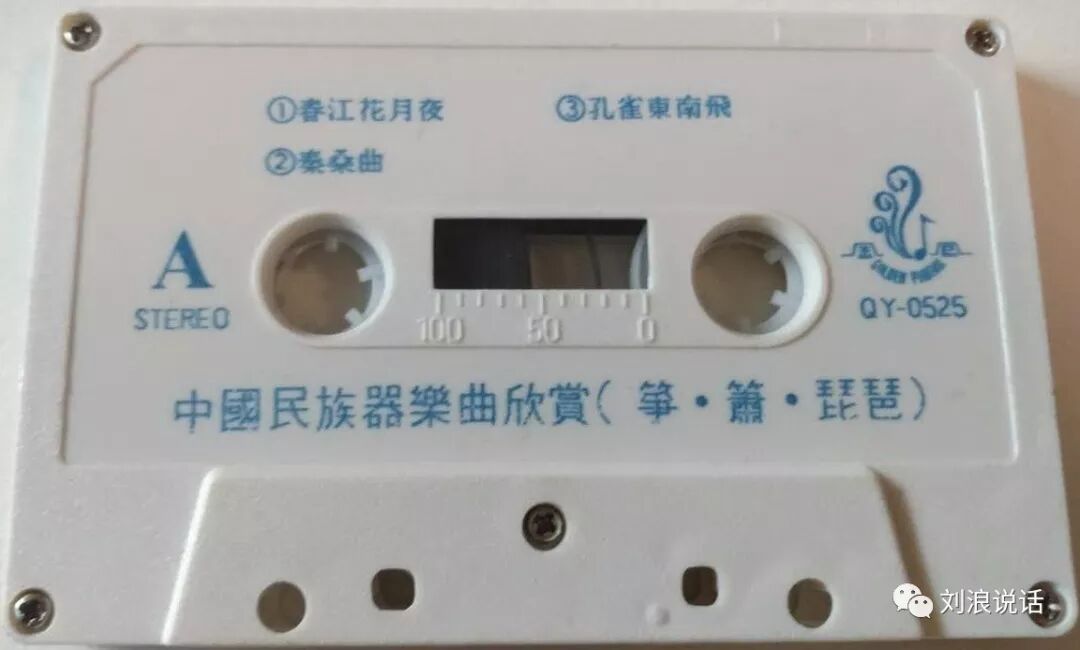 ①春江花月夜
③孔雀東南飛
②秦桑曲
A
STEREO
100 50 0
QY-0525
中國民族器樂曲欣賞(箏·簫·琵琶)
刘浪说话